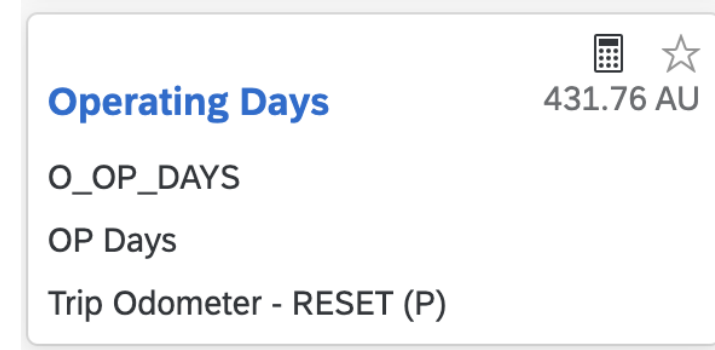 Operating Days 431.76 AU
O_OP_DAYS
OP Days
Trip Odometer - RESET (P)